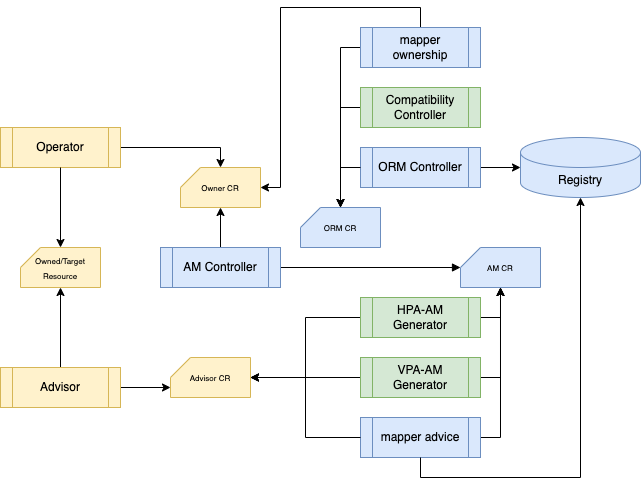 mapper
ownership
Compatibility
Controller
Operator
ORM Controller
Registry
Owner CR
ORM CR
Owned/Target
Resource
AM Controller
AM CR
HPA-AM
Generator
VPA-AM
Generator
Advisor
Advisor CR
mapper advice